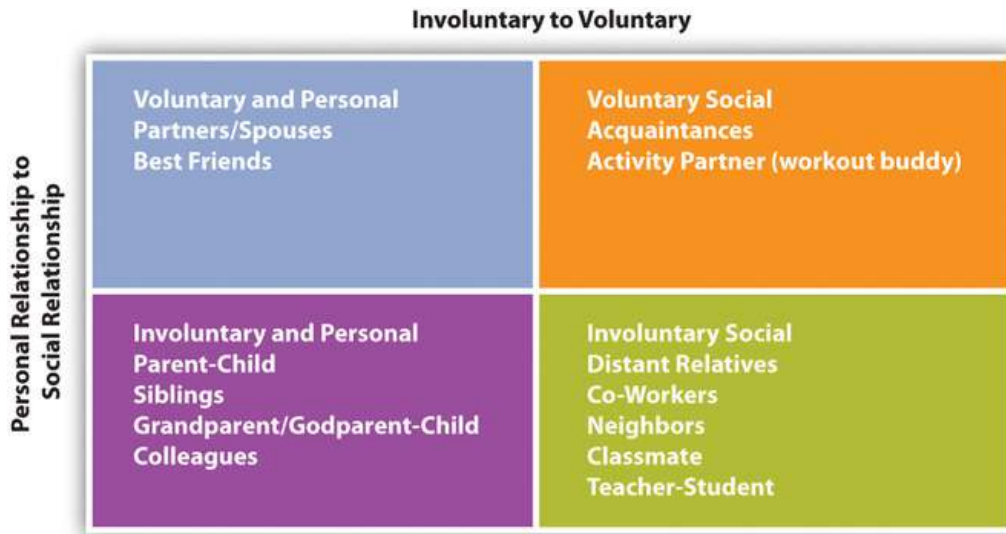 Involuntary to Voluntary
Personal Relationship to
Social Relationship
Voluntary and Personal
Partners/Spouses
Best Friends
Voluntary Social
Acquaintances
Activity Partner (workout buddy)
Involuntary and Personal
Parent-Child
Siblings
Grandparent/Godparent-Child
Colleagues
Involuntary Social
Distant Relatives
Co-Workers
Neighbors
Classmate
Teacher-Student